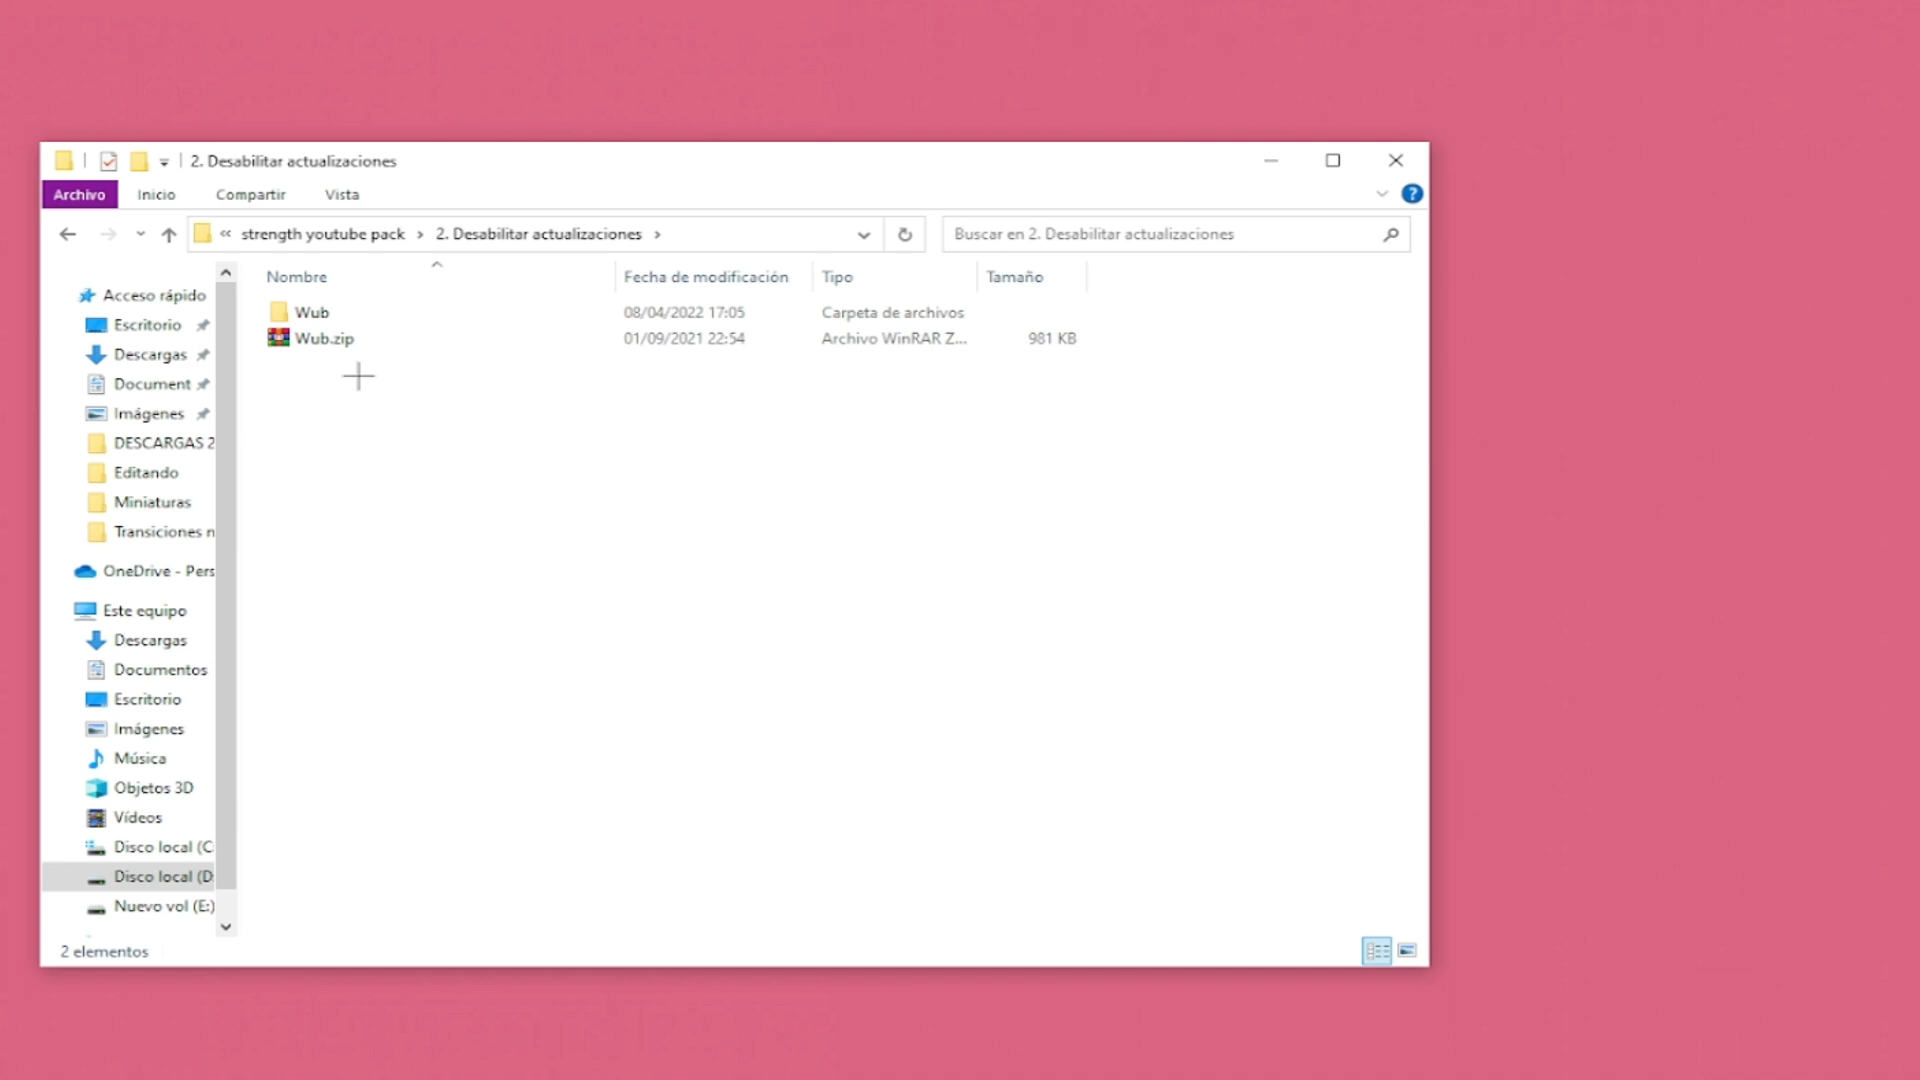 2. Desabilitar actualizaciones
Archivo Inicio Compartir Vista
« strength youtube pack › 2. Desabilitar actualizaciones ›
Buscar en 2. Desabilitar actualizaciones
Nombre Fecha de modificación Tipo Tamaño
Wub 08/04/2022 17:05 Carpeta de archivos
Wub.zip 01/09/2021 22:54 Archivo WinRAR Z... 981 KB
Acceso rápido
Escritorio
Descargas
Document
Imágenes
DESCARGAS 2
Editando
Miniaturas
Transiciones n
OneDrive - Pers
Este equipo
Descargas
Documentos
Escritorio
Imágenes
Música
Objetos 3D
Vídeos
Disco local (C:
Disco local (D
Nuevo vol (E:)
2 elementos